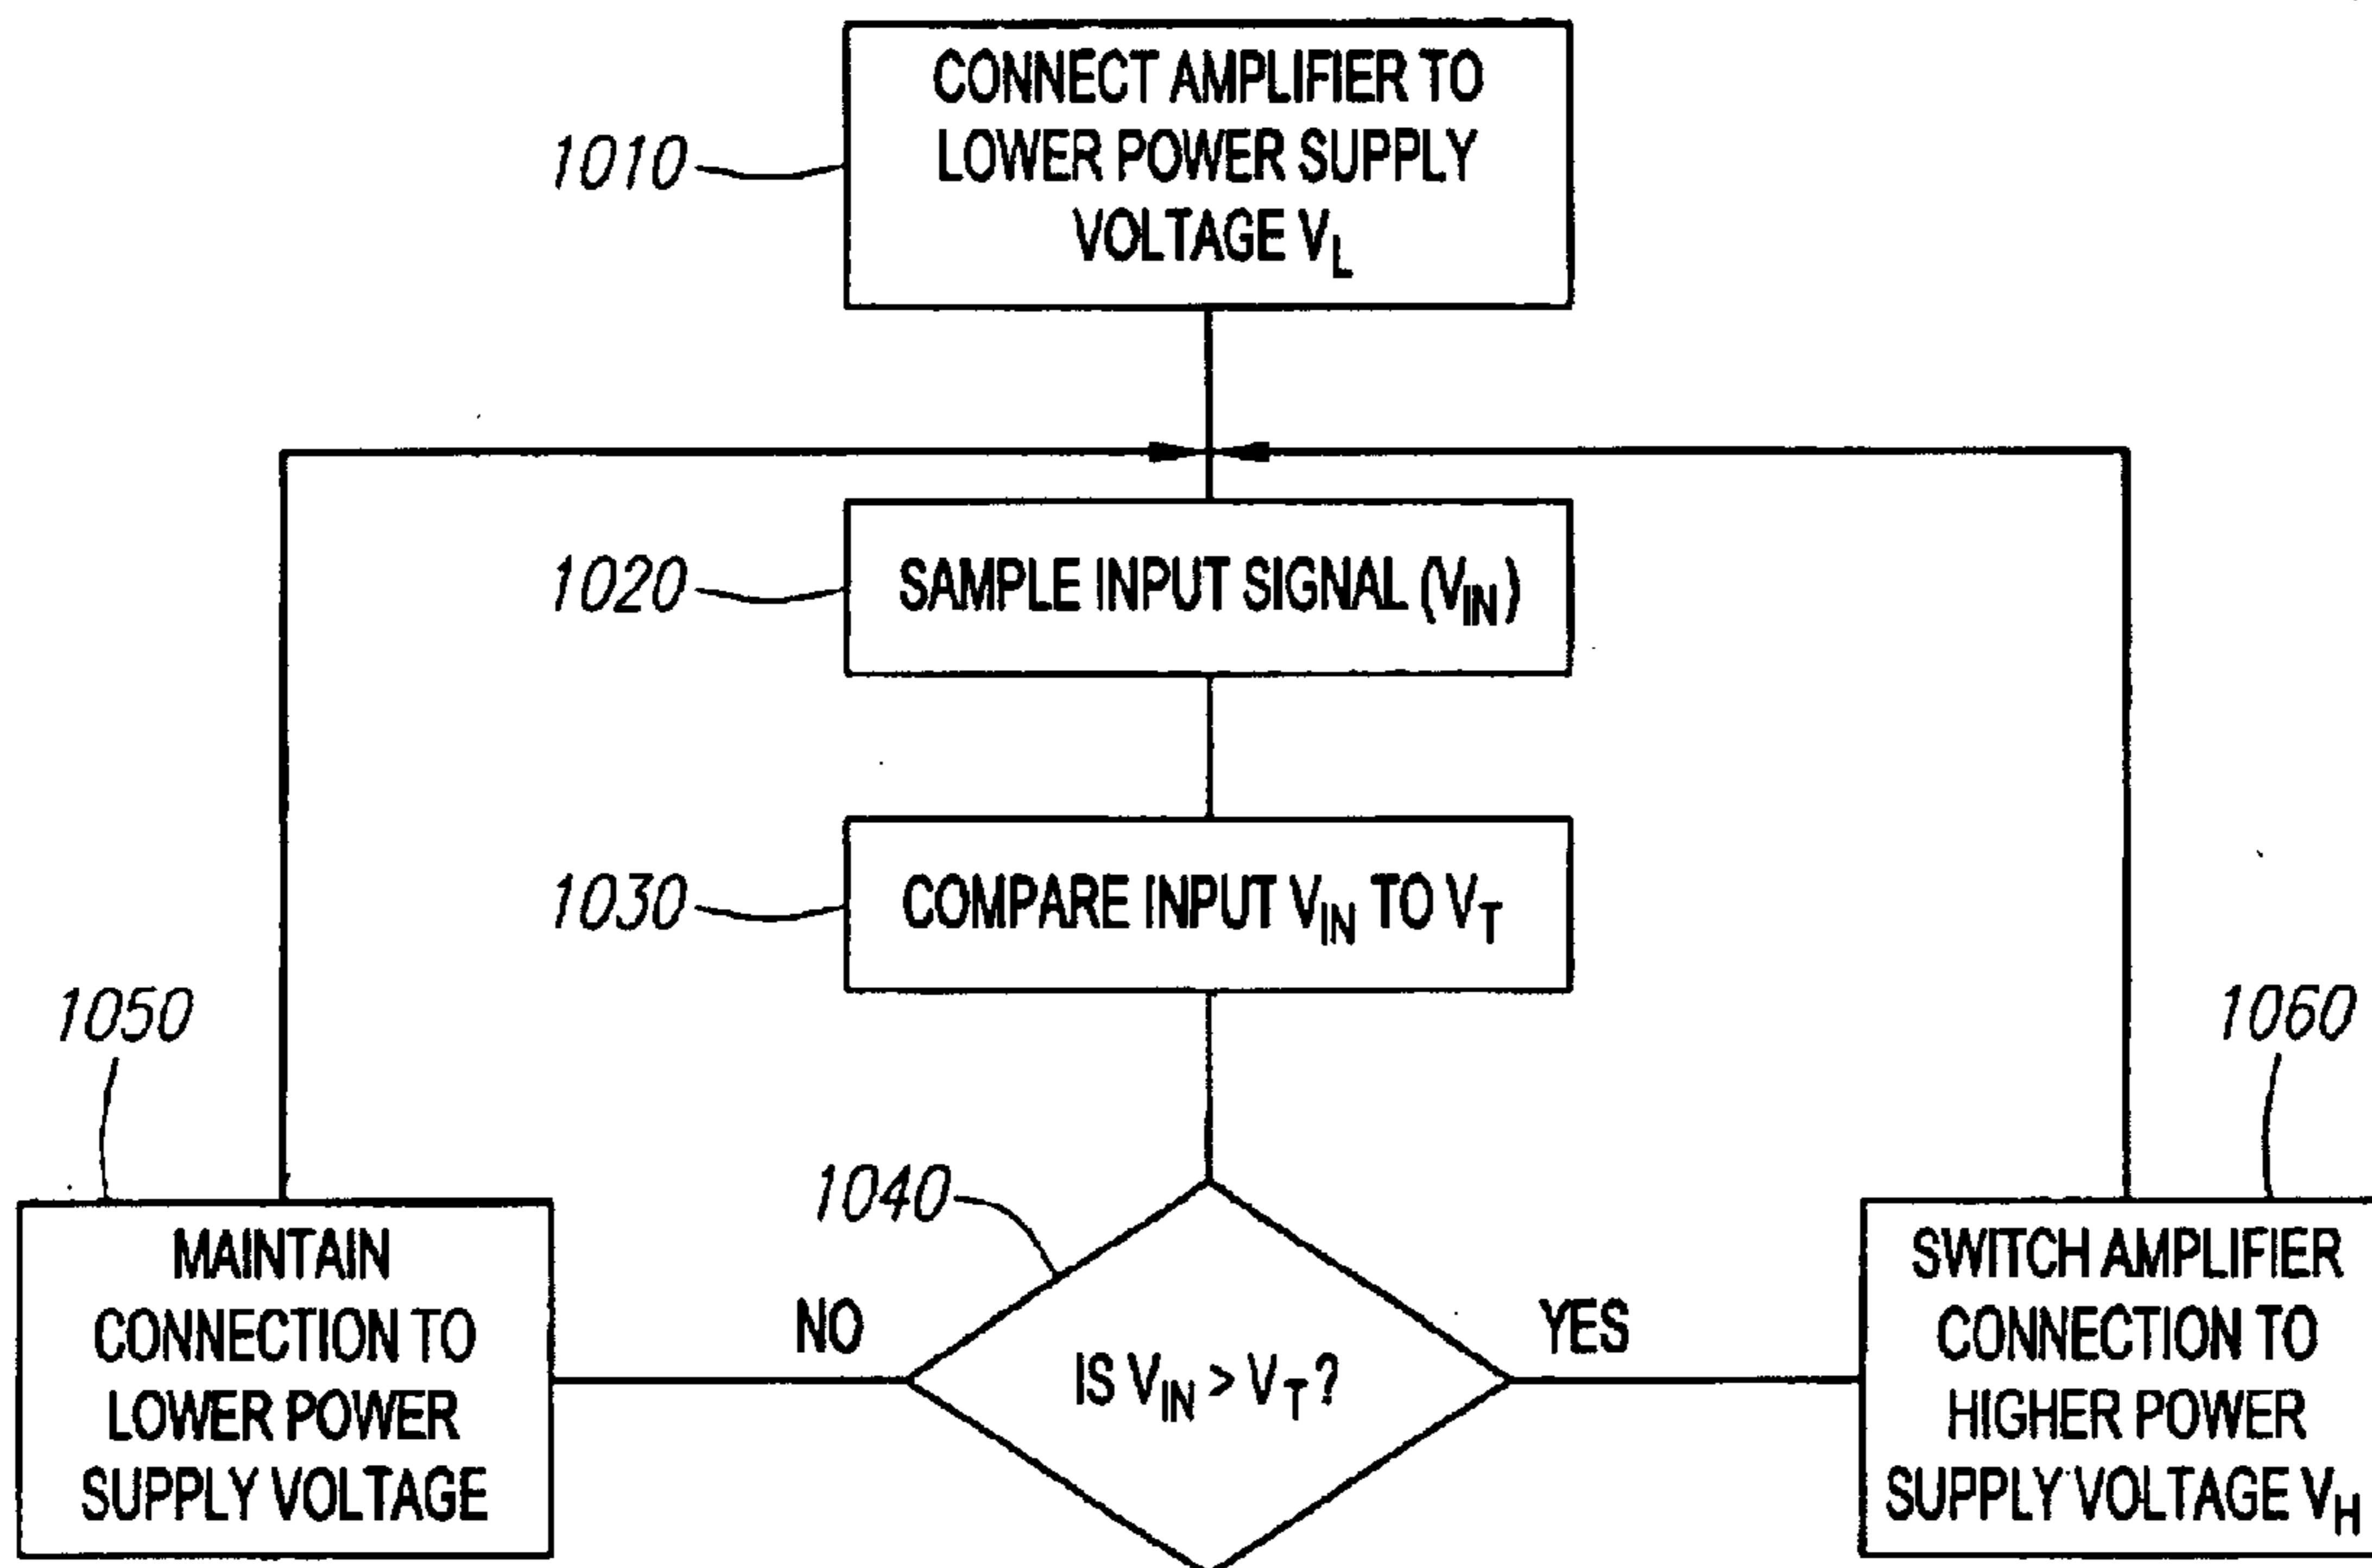 CONNECT AMPLIFIER TO
LOWER POWER SUPPLY
VOLTAGE VL
1010
1020
SAMPLE INPUT SIGNAL (VIN)
1030
COMPARE INPUT VIN TO VT
1050
1060
1040
MAINTAIN
CONNECTION TO
LOWER POWER
SUPPLY VOLTAGE
NO
IS VIN > VT ?
YES
SWITCH AMPLIFIER
CONNECTION TO
HIGHER POWER
SUPPLY VOLTAGE VH